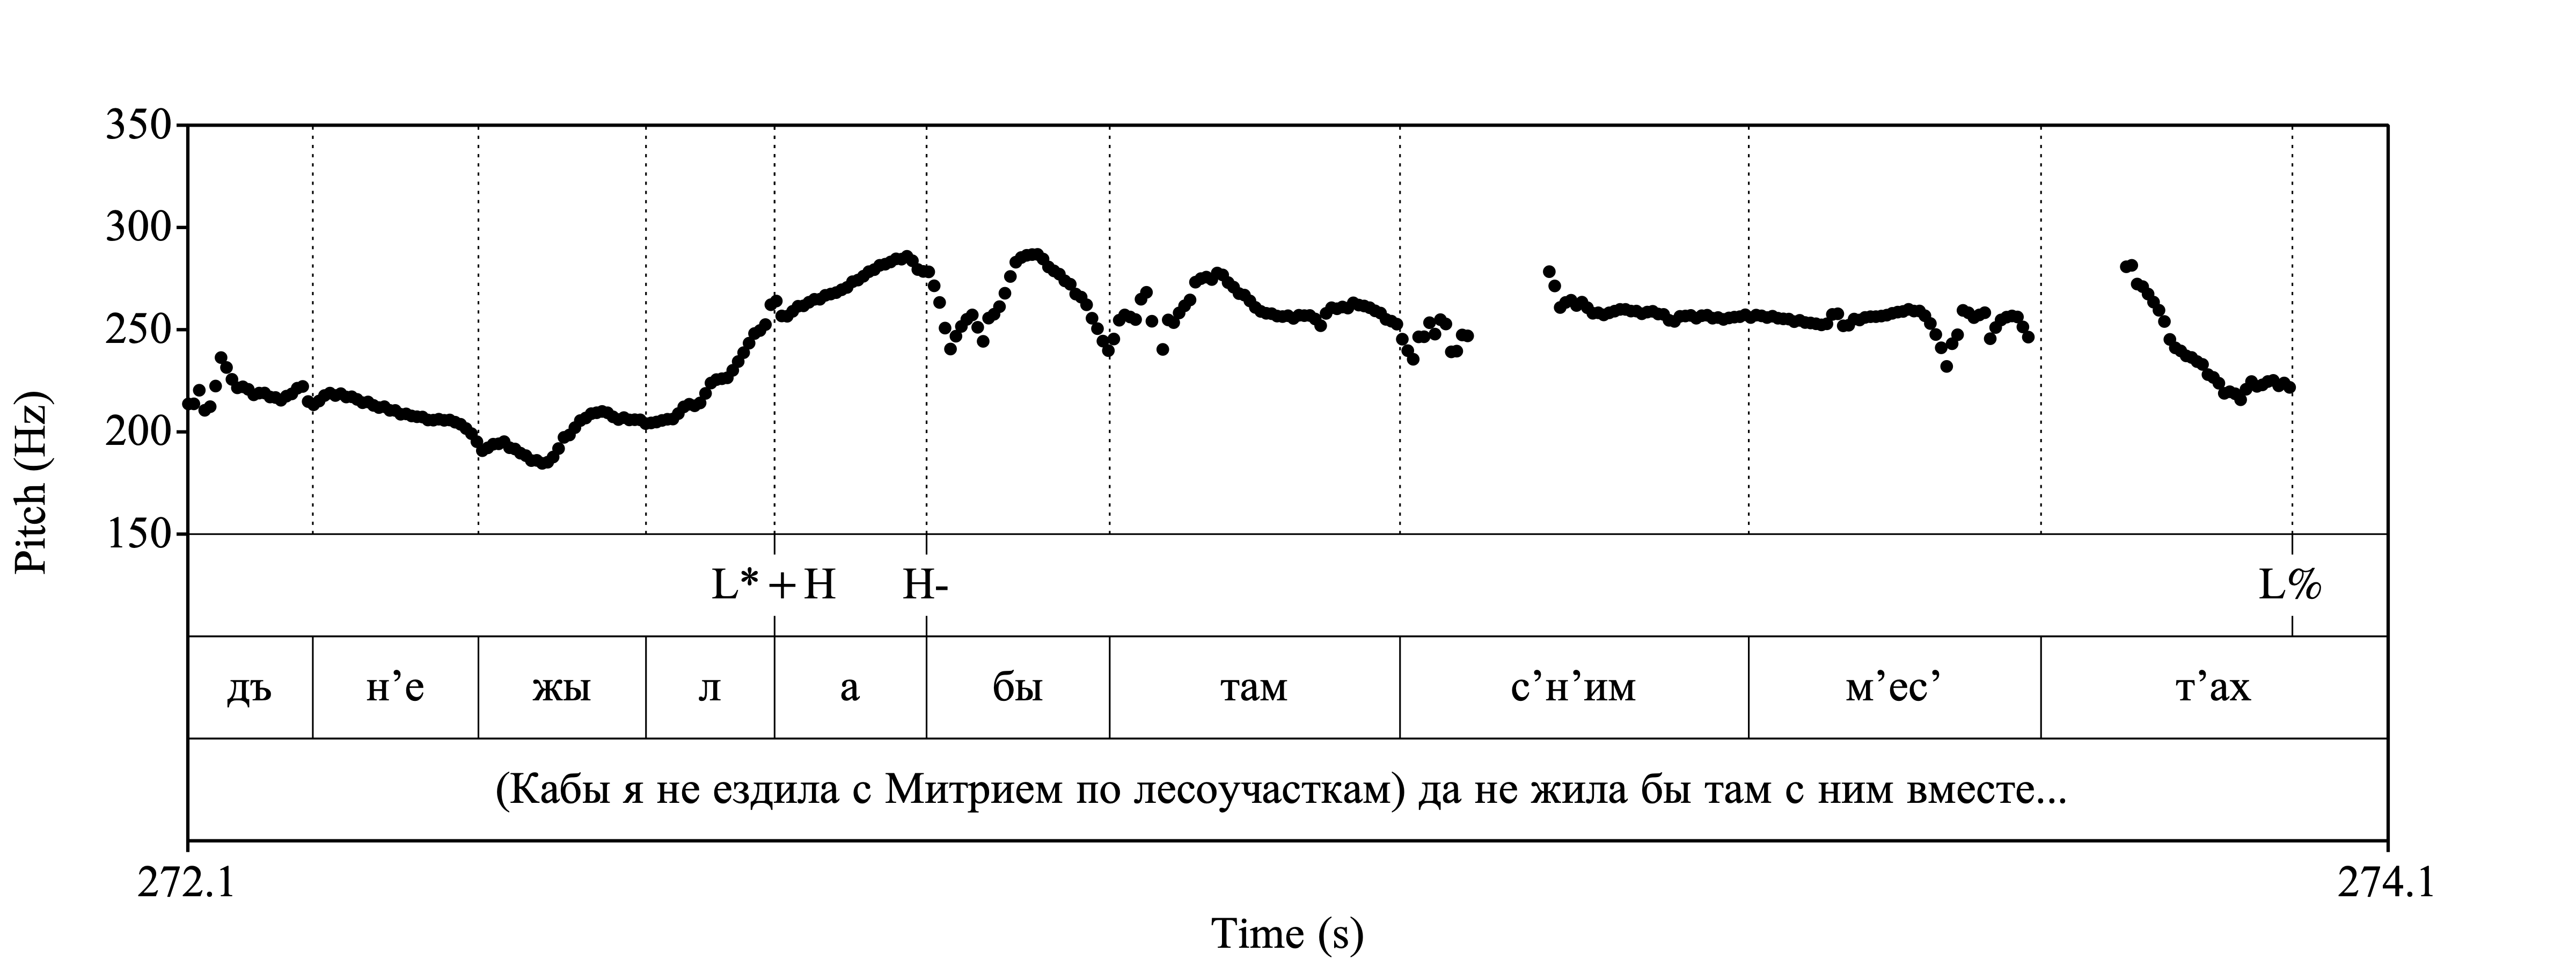 350
300
250
200
150
Pitch (Hz)
L*+H H- L%
дъ н’е жы л а бы там с’н’им м’ес’ т’ах
(Кабы я не ездила с Митрием по лесоучасткам) да не жила бы там с ним вместе...
272.1 274.1
Time (s)